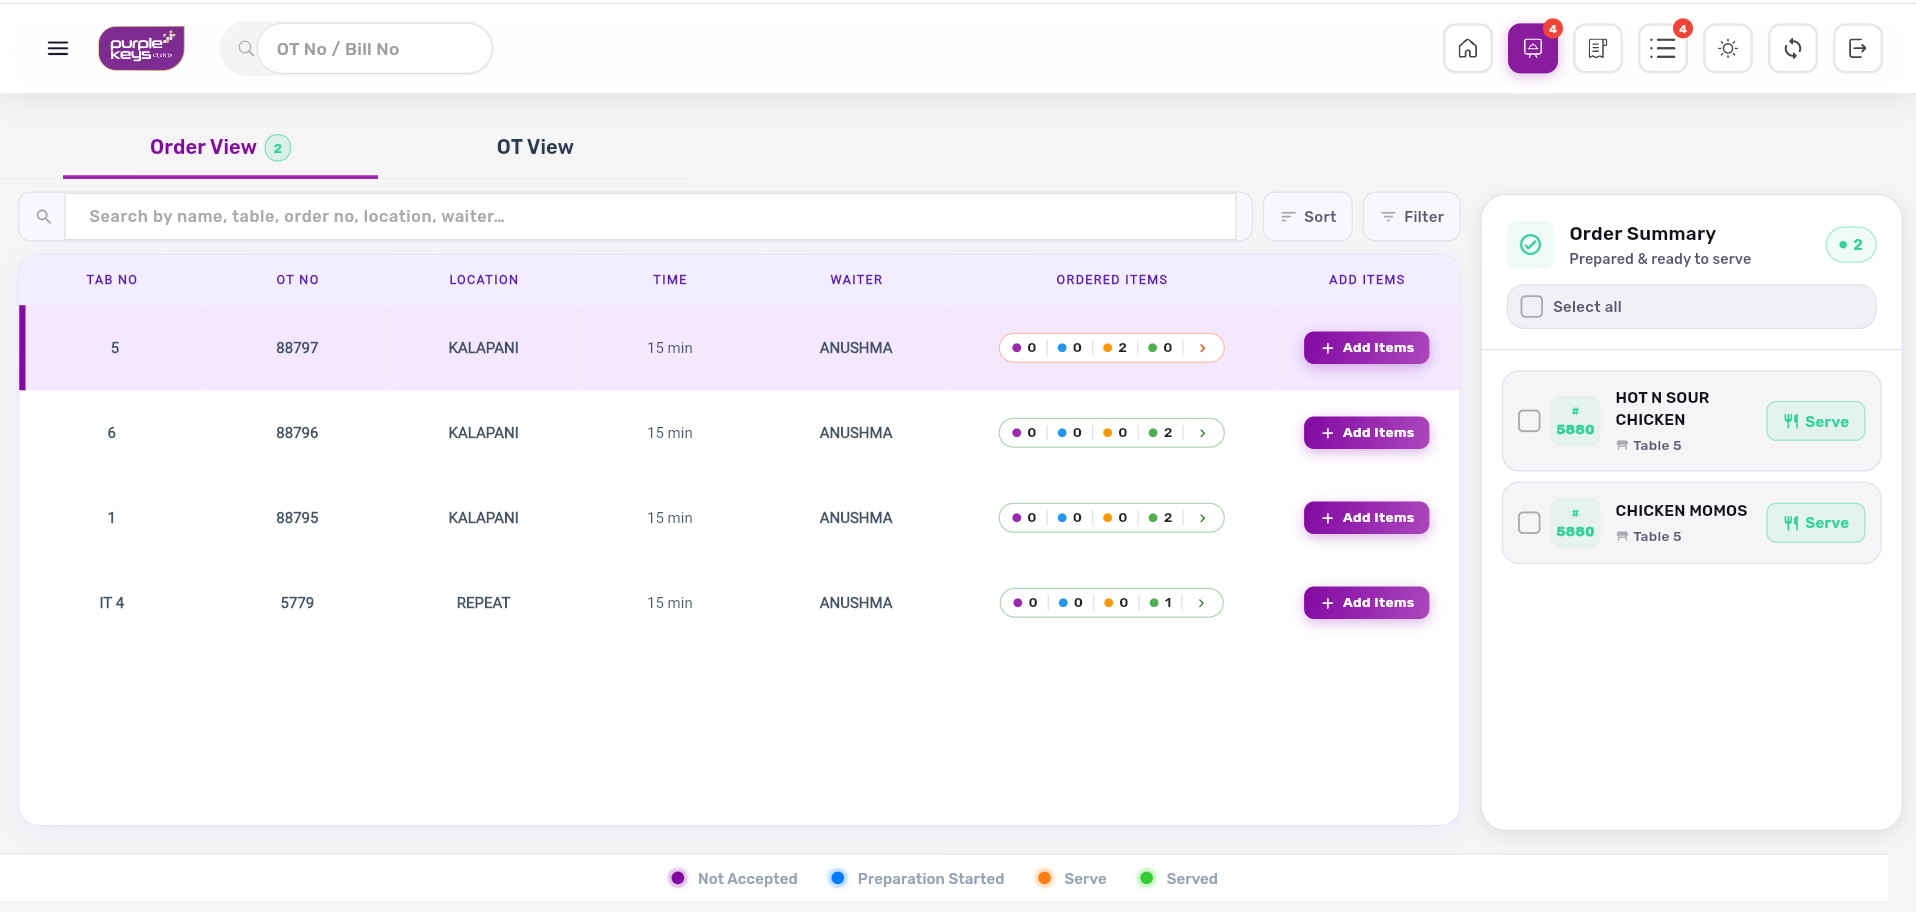 purple
keys CLOUD
OT No / Bill No
4
4
Order View 2
OT View
Search by name, table, order no, location, waiter...
Sort
Filter
TAB NO OT NO LOCATION TIME WAITER ORDERED ITEMS ADD ITEMS
5 88797 KALAPANI 15 min ANUSHMA 0 0 2 0 > + Add Items
6 88796 KALAPANI 15 min ANUSHMA 0 0 0 2 > + Add Items
1 88795 KALAPANI 15 min ANUSHMA 0 0 0 2 > + Add Items
IT 4 5779 REPEAT 15 min ANUSHMA 0 0 0 1 > + Add Items
Order Summary
Prepared & ready to serve
2
Select all
# 5880
HOT N SOUR
CHICKEN
Table 5
Serve
# 5880
CHICKEN MOMOS
Table 5
Serve
Not Accepted Preparation Started Serve Served